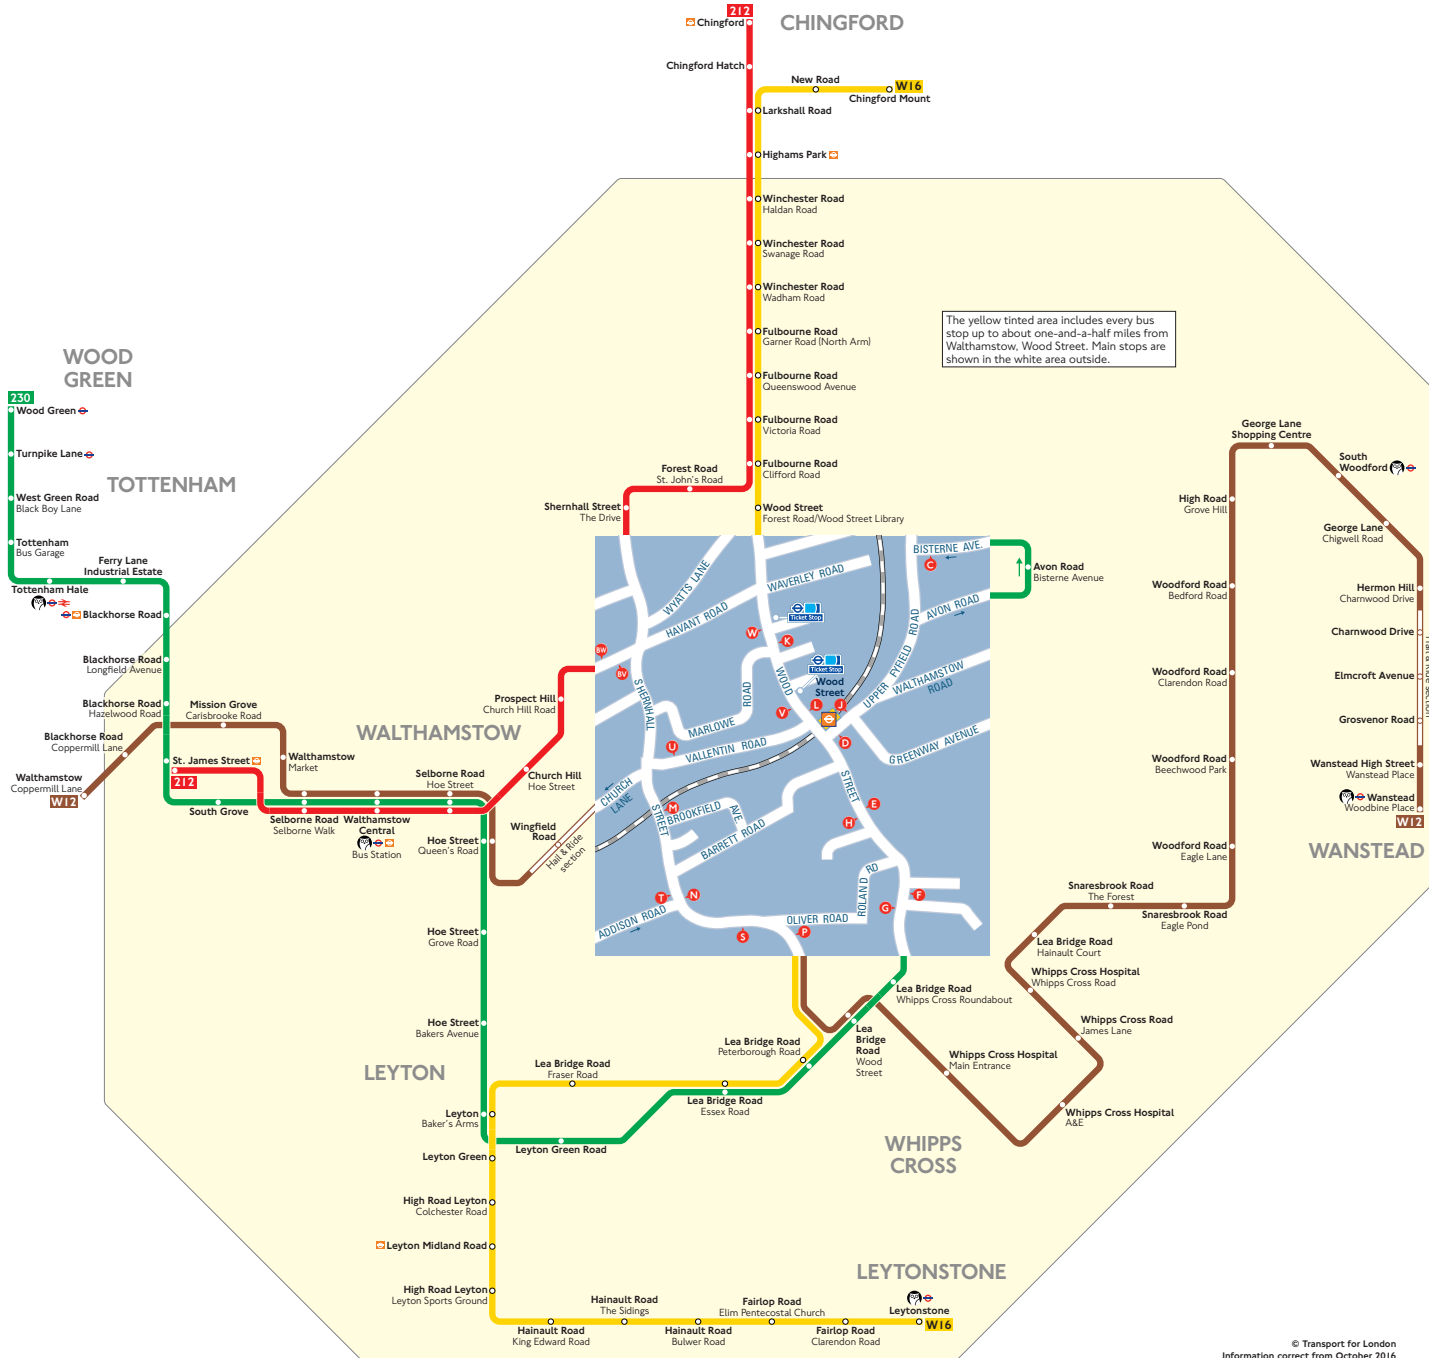 212
Chingford
CHINGFORD
Chingford Hatch
New Road
W16
Chingford Mount
Larkshall Road
Highams Park
Winchester Road
Haldan Road
Winchester Road
Swanage Road
Winchester Road
Wadham Road
Fulbourne Road
Garner Road (North Arm)
Fulbourne Road
Queenswood Avenue
Fulbourne Road
Victoria Road
Fulbourne Road
Clifford Road
Wood Street
Forest Road/Wood Street Library
Forest Road
St. John's Road
Shernhall Street
The Drive
The yellow tinted area includes every bus
stop up to about one-and-a-half miles from
Walthamstow, Wood Street. Main stops are
shown in the white area outside.
WOOD
GREEN
230
Wood Green
Turnpike Lane
TOTTENHAM
West Green Road
Black Boy Lane
Tottenham
Bus Garage
Ferry Lane
Industrial Estate
Tottenham Hale
Blackhorse Road
Blackhorse Road
Longfield Avenue
Blackhorse Road
Hazelwood Road
Mission Grove
Carisbrooke Road
Blackhorse Road
Coppermill Lane
Walthamstow
Coppermill Lane
W12
St. James Street
212
Walthamstow
Market
WALTHAMSTOW
Selborne Road
Hoe Street
South Grove
Selborne Road
Selborne Walk
Walthamstow
Central
Bus Station
Prospect Hill
Church Hill Road
Church Hill
Hoe Street
Hoe Street
Queen's Road
Wingfield
Road
Hail & Ride
section
Hoe Street
Grove Road
Hoe Street
Bakers Avenue
LEYTON
Leyton
Baker's Arms
Leyton Green
High Road Leyton
Colchester Road
Leyton Midland Road
High Road Leyton
Leyton Sports Ground
Hainault Road
King Edward Road
Hainault Road
The Sidings
Hainault Road
Bulwer Road
Fairlop Road
Elim Pentecostal Church
Fairlop Road
Clarendon Road
LEYTONSTONE
Leytonstone
W16
Leyton Green Road
Lea Bridge Road
Fraser Road
Lea Bridge Road
Essex Road
Lea Bridge Road
Peterborough Road
Lea
Bridge
Road
Wood
Street
Lea Bridge Road
Whipps Cross Roundabout
Whipps Cross Hospital
Main Entrance
WHIPPS
CROSS
Whipps Cross Hospital
A&E
Whipps Cross Road
James Lane
Whipps Cross Hospital
Whipps Cross Road
Lea Bridge Road
Hainault Court
Snaresbrook Road
The Forest
Snaresbrook Road
Eagle Pond
Woodford Road
Eagle Lane
Woodford Road
Beechwood Park
Woodford Road
Clarendon Road
Woodford Road
Bedford Road
High Road
Grove Hill
George Lane
Shopping Centre
South
Woodford
George Lane
Chigwell Road
Hermon Hill
Charnwood Drive
Charnwood Drive
Elmcroft Avenue
Grosvenor Road
Wanstead High Street
Wanstead Place
Wanstead
Woodbine Place
W12
WANSTEAD
Avon Road
Bisterne Avenue
BISTERNE AVE.
C
AVON ROAD
WYATTS LANE
WAVERLEY ROAD
HAVANT ROAD
Ticket Stop
W
K
BW
BV
Ticket Stop
Wood
Street
UPPER FYFIELD ROAD
WALTHAMSTOW
ROAD
SHERNHALL
STREET
WOOD
STREET
MARLOWE
ROAD
V
L
J
U
VALLENTIN ROAD
D
GREENWAY AVENUE
CHURCH
LANE
M
BROOKFIELD
AVE.
BARRETT ROAD
E
H
ROLAND RD
T
N
F
G
ADDISON ROAD
OLIVER ROAD
S
P
© Transport for London
Information correct from October 2016